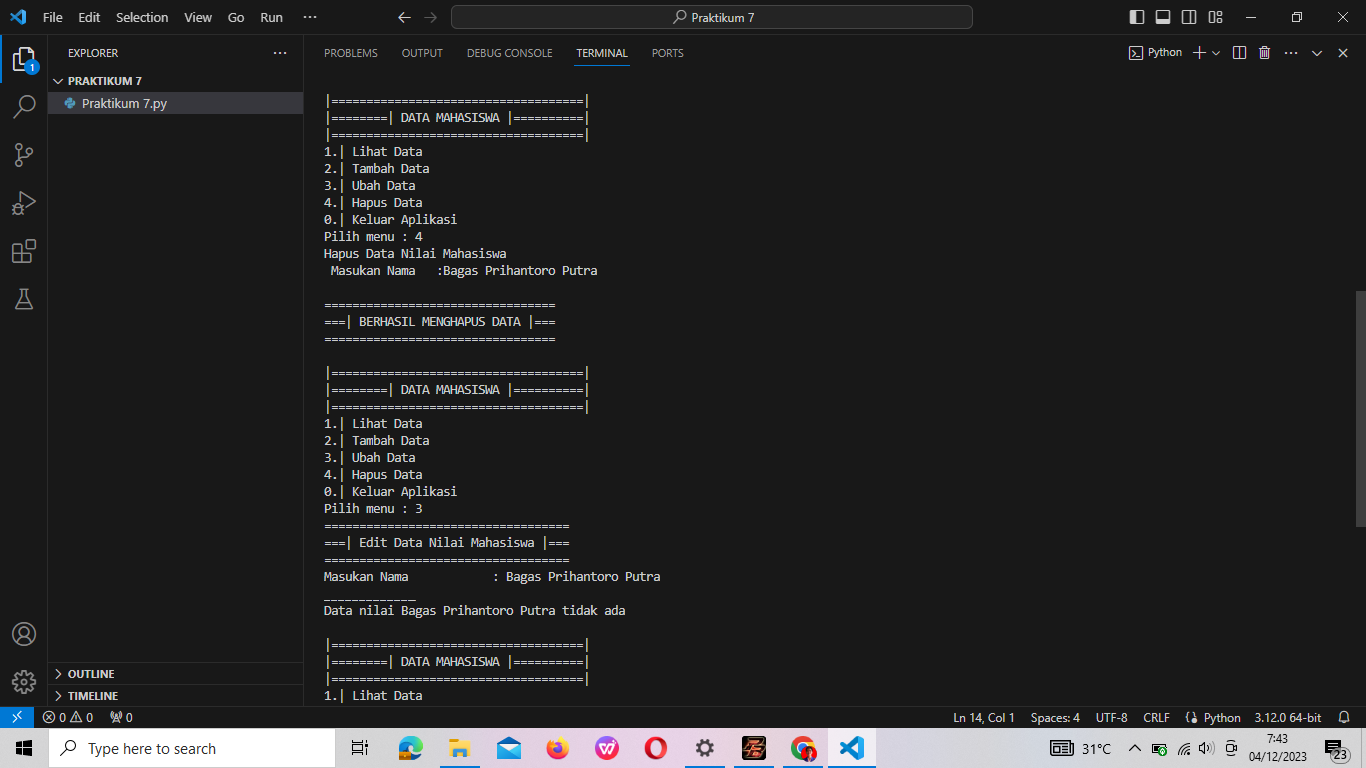 File Edit Selection View Go Run ···
Praktikum 7
EXPLORER ···
PRAKTIKUM 7
Praktikum 7.py
OUTLINE
TIMELINE
1
PROBLEMS OUTPUT DEBUG CONSOLE TERMINAL PORTS
Python
|====================================|
|========| DATA MAHASISWA |==========|
|====================================|
1.| Lihat Data
2.| Tambah Data
3.| Ubah Data
4.| Hapus Data
0.| Keluar Aplikasi
Pilih menu : 4
Hapus Data Nilai Mahasiswa
Masukan Nama :Bagas Prihantoro Putra
=================================
===| BERHASIL MENGHAPUS DATA |===
=================================
|====================================|
|========| DATA MAHASISWA |==========|
|====================================|
1.| Lihat Data
2.| Tambah Data
3.| Ubah Data
4.| Hapus Data
0.| Keluar Aplikasi
Pilih menu : 3
===================================
===| Edit Data Nilai Mahasiswa |===
===================================
Masukan Nama : Bagas Prihantoro Putra
_____________
Data nilai Bagas Prihantoro Putra tidak ada
|====================================|
|========| DATA MAHASISWA |==========|
|====================================|
1.| Lihat Data
0 0 0 Ln 14, Col 1 Spaces: 4 UTF-8 CRLF Python 3.12.0 64-bit
Type here to search
31°C
7:43
04/12/2023
23